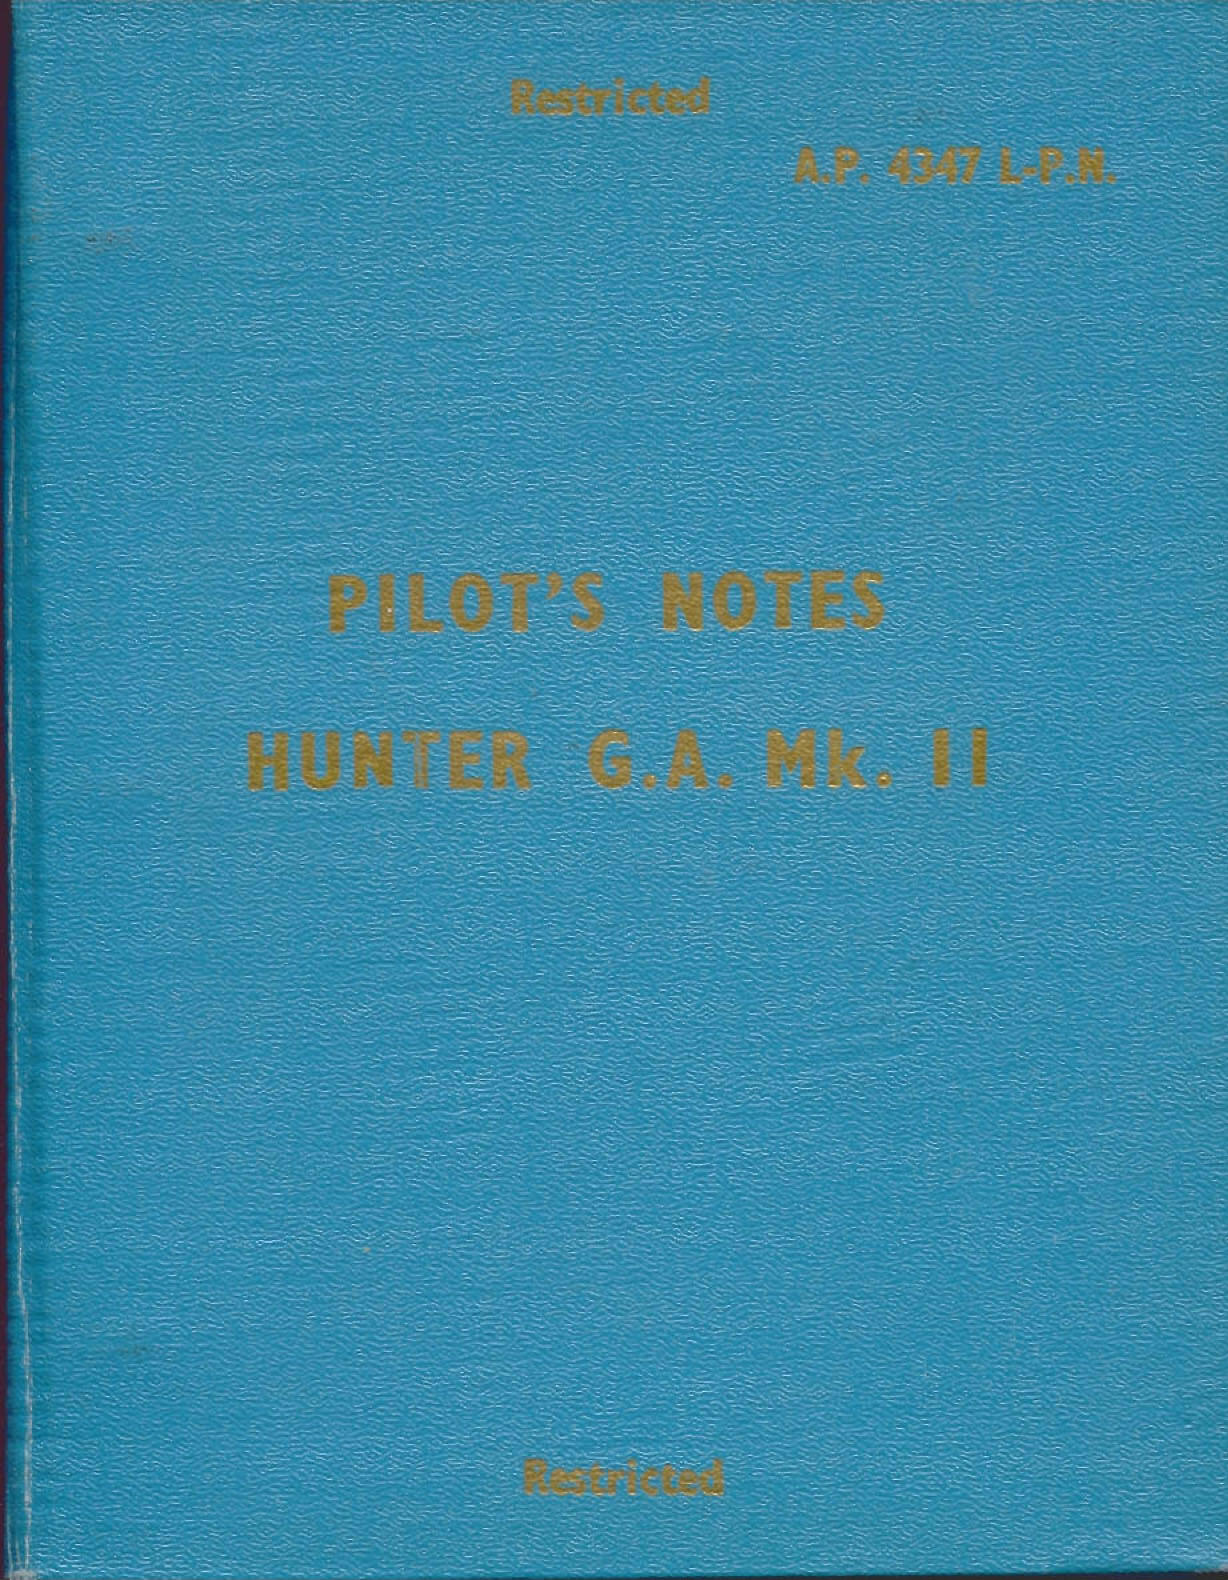 Restricted
A.P. 4347 L-P.N.
PILOT'S NOTES
HUNTER G.A. Mk. 11
Restricted